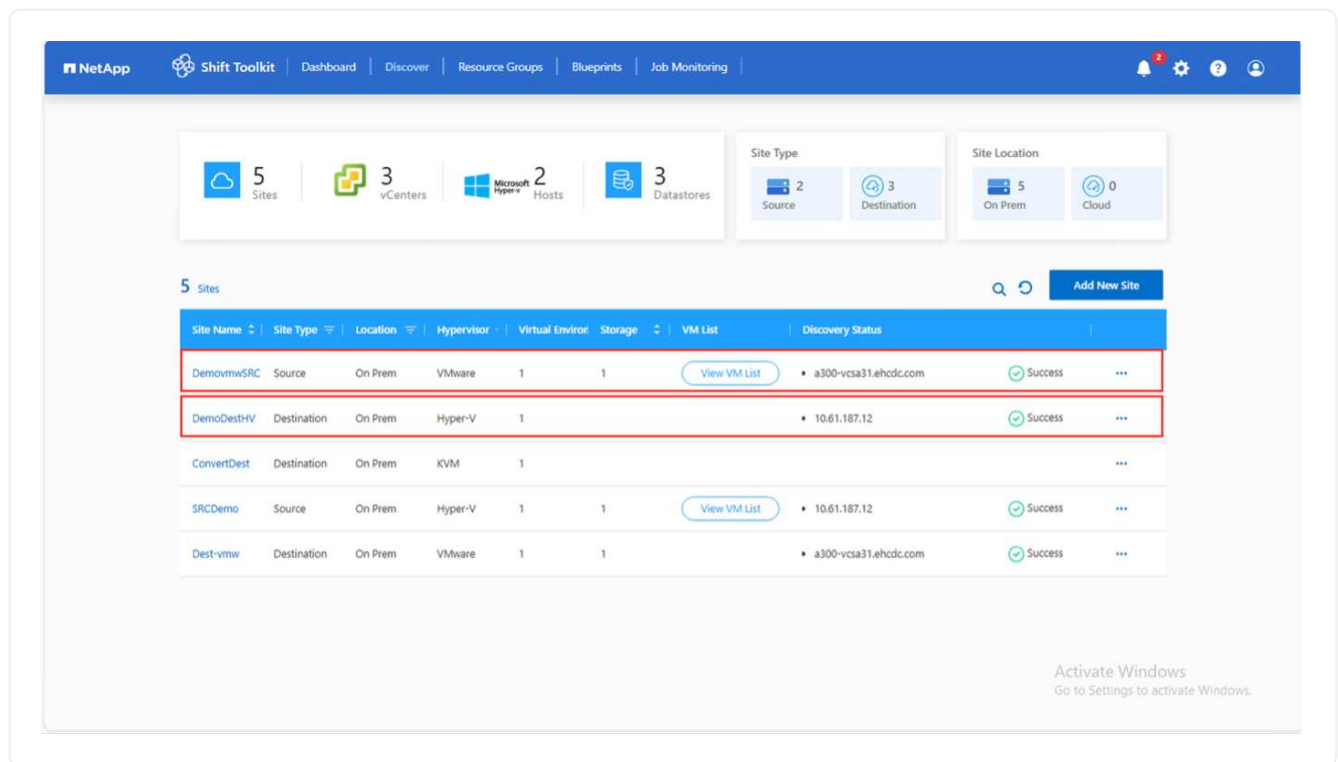 NetApp Shift Toolkit Dashboard Discover Resource Groups Blueprints Job Monitoring 2 ?
5 Sites
3 vCenters
Microsoft Hyper-v 2 Hosts
3 Datastores
Site Type
2 Source
3 Destination
Site Location
5 On Prem
0 Cloud
5 Sites
Add New Site
Site Name Site Type Location Hypervisor Virtual Environ Storage VM List Discovery Status
DemovmwSRC Source On Prem VMware 1 1 View VM List • a300-vcsa31.ehcdc.com Success ...
DemoDestHV Destination On Prem Hyper-V 1 • 10.61.187.12 Success ...
ConvertDest Destination On Prem KVM 1 ...
SRCDemo Source On Prem Hyper-V 1 1 View VM List • 10.61.187.12 Success ...
Dest-vmw Destination On Prem VMware 1 1 • a300-vcsa31.ehcdc.com Success ...
Activate Windows
Go to Settings to activate Windows.